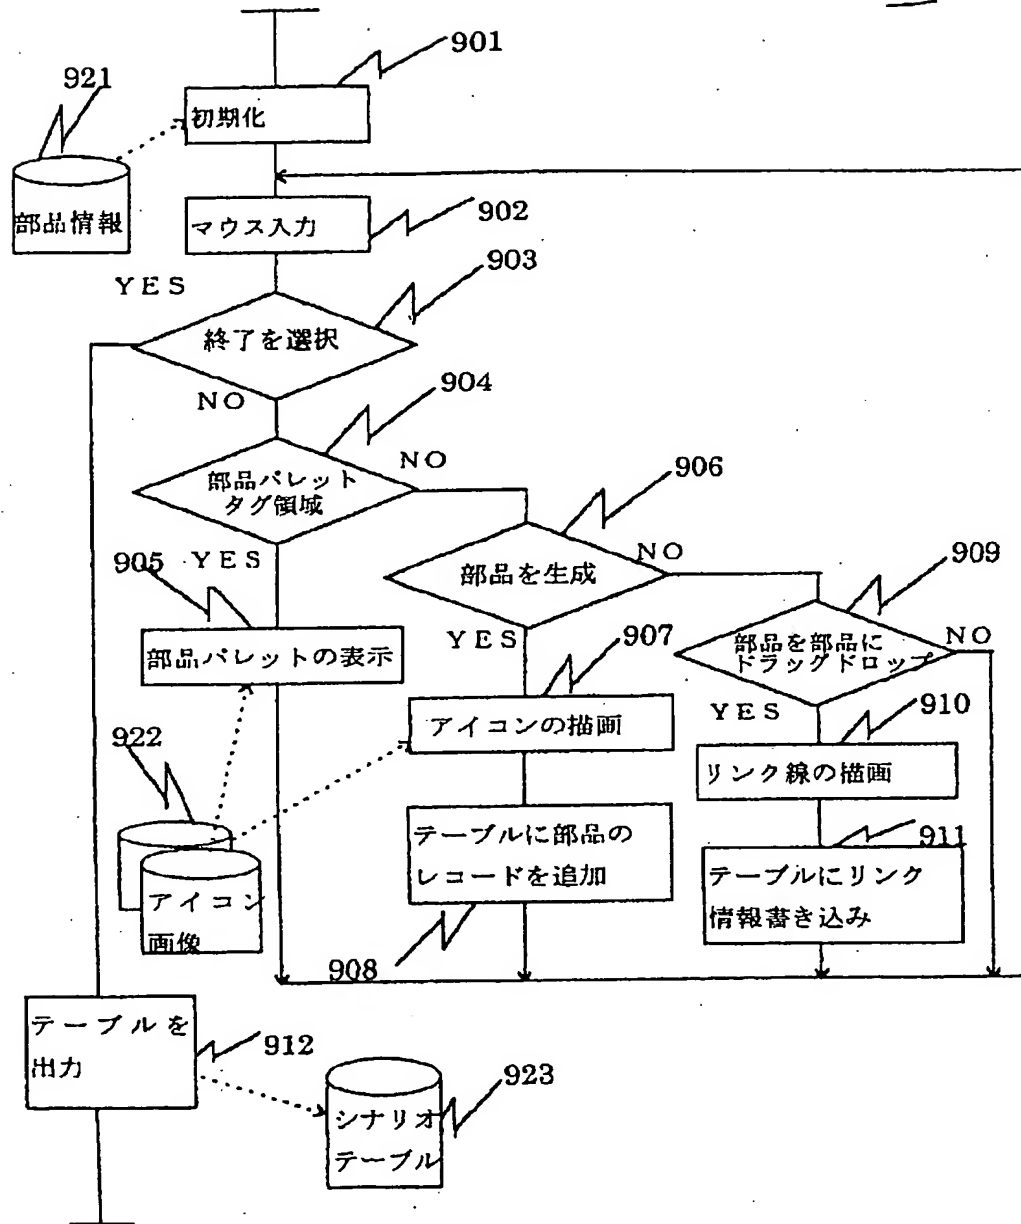 901
921
初期化
部品情報
マウス入力
902
YES
903
終了を選択
NO
904
部品パレット
タグ領域
NO
906
905
YES
部品を生成
NO
909
部品パレットの表示
YES
907
部品を部品に
ドラッグドロップ
NO
922
アイコンの描画
YES
910
リンク線の描画
アイコン
画像
テーブルに部品の
レコードを追加
911
テーブルにリンク
情報書き込み
908
テーブルを
出力
912
923
シナリオ
テーブル